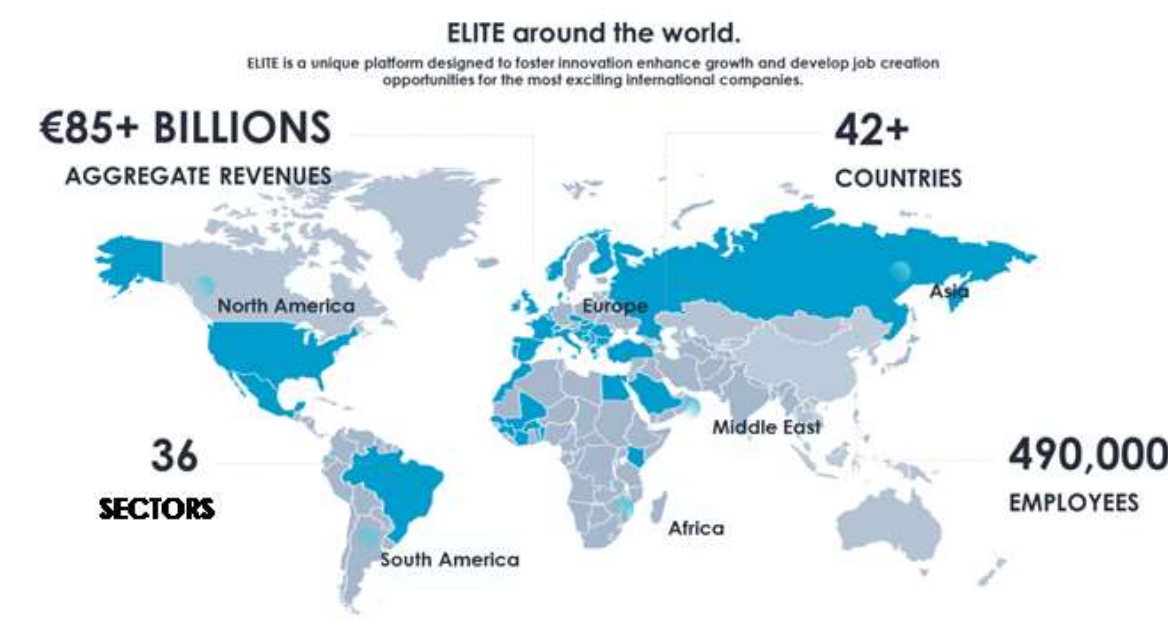 ELITE around the world.
ELITE is a unique platform designed to foster innovation enhance growth and develop job creation
opportunities for the most exciting international companies.
€85+ BILLIONS
AGGREGATE REVENUES
42+
COUNTRIES
North America
Europe
Asia
Middle East
36
SECTORS
490,000
EMPLOYEES
Africa
South America